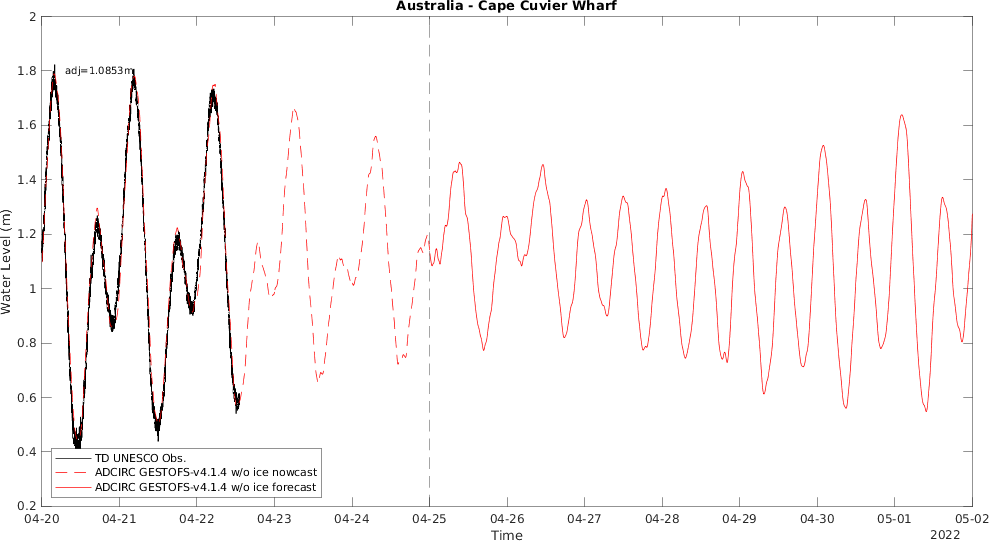 Australia - Cape Cuvier Wharf
2
1.8
1.6
1.4
1.2
1
0.8
0.6
0.4
0.2
Water Level (m)
adj=1.0853m
TD UNESCO Obs.
ADCIRC GESTOFS-v4.1.4 w/o ice nowcast
ADCIRC GESTOFS-v4.1.4 w/o ice forecast
04-20 04-21 04-22 04-23 04-24 04-25 04-26 04-27 04-28 04-29 04-30 05-01 05-02
Time
2022